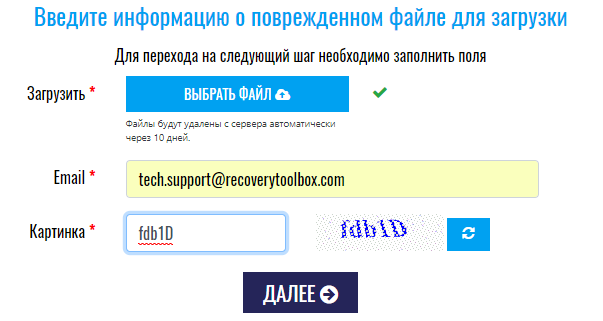 Введите информацию о поврежденном файле для загрузки
Для перехода на следующий шаг необходимо заполнить поля
Загрузить * ВЫБРАТЬ ФАЙЛ
Файлы будут удалены с сервера автоматически
через 10 дней.
Email * tech.support@recoverytoolbox.com
Картинка * fdb1D fdb1D
ДАЛЕЕ